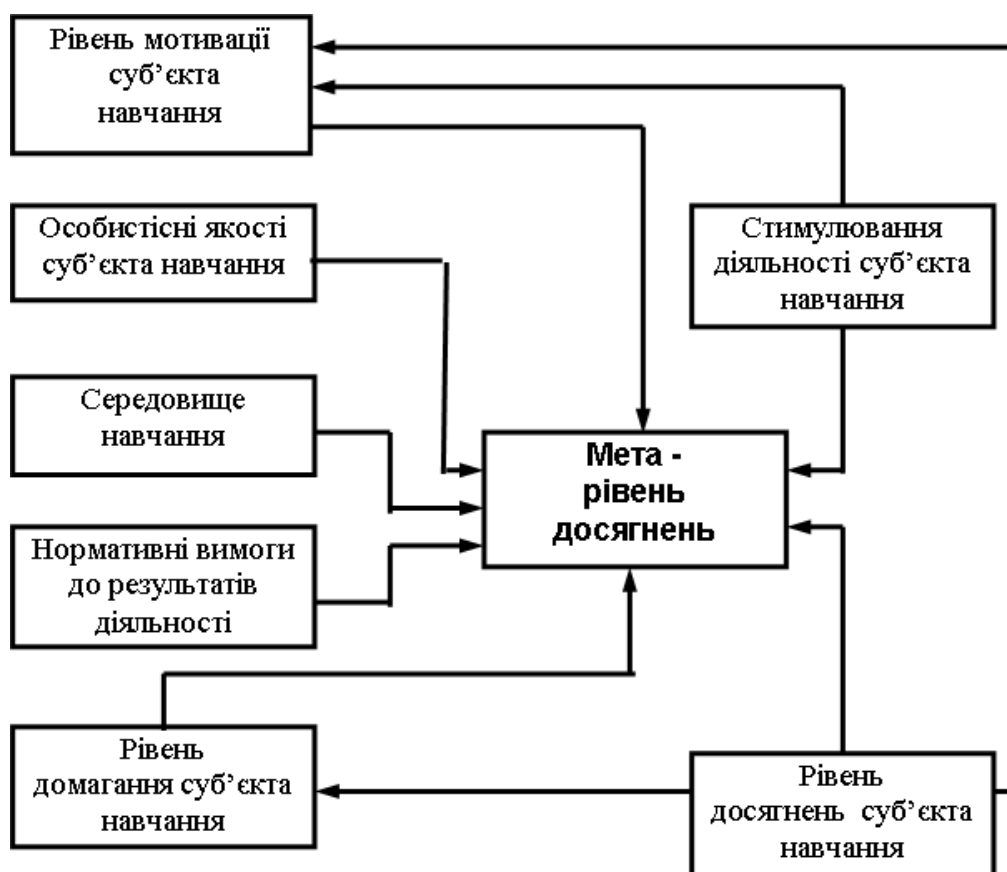 Рівень мотивації
суб’єкта
навчання
Особистісні якості
суб’єкта навчання
Стимулювання
діяльності суб’єкта
навчання
Середовище
навчання
Мета -
рівень
досягнень
Нормативні вимоги
до результатів
діяльності
Рівень
домагання суб’єкта
навчання
Рівень
досягнень суб’єкта
навчання